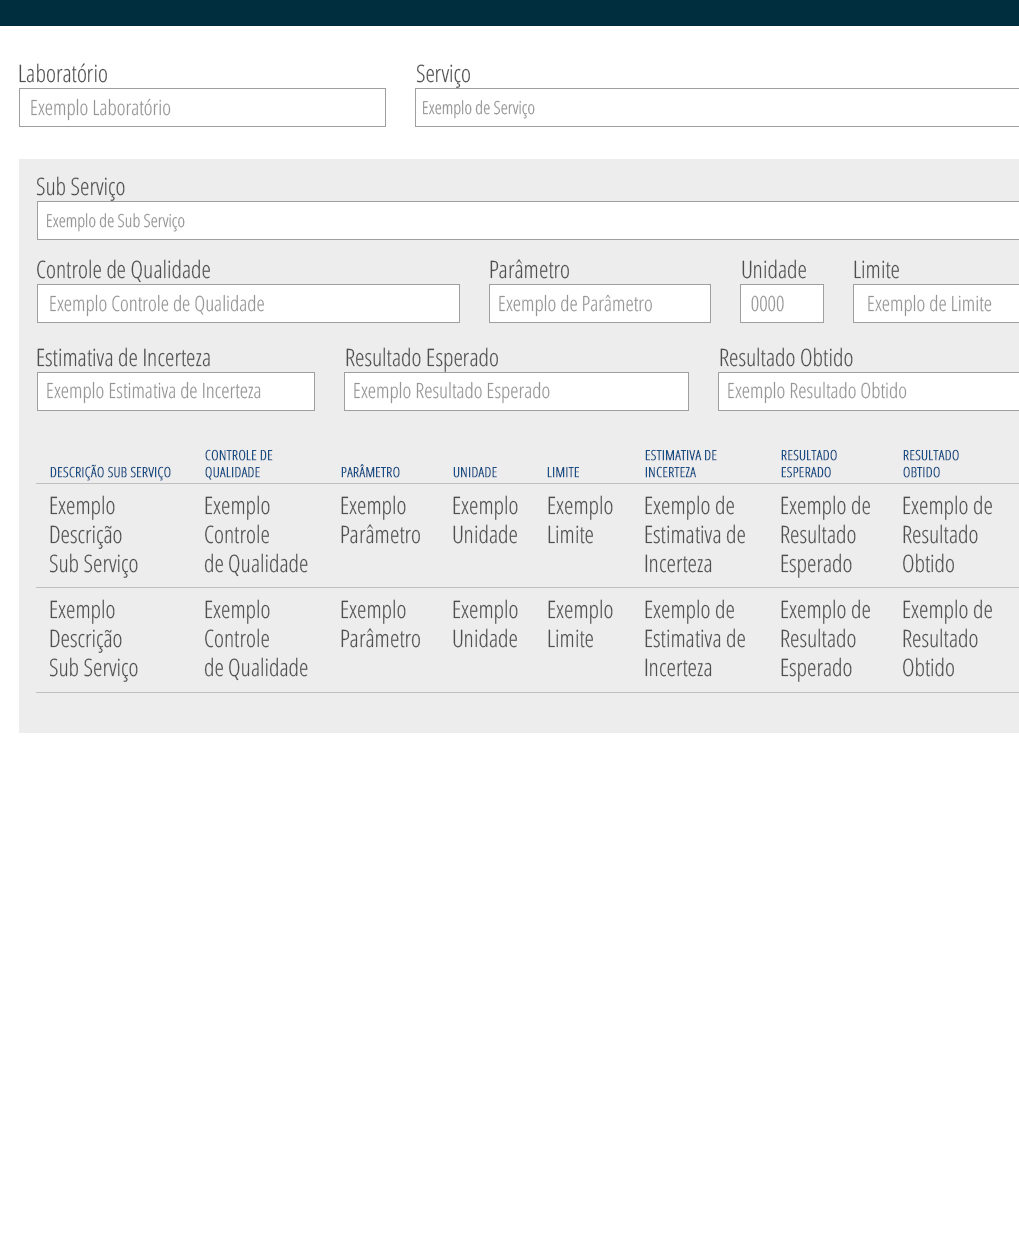 Laboratório Serviço
Exemplo Laboratório Exemplo de Serviço
Sub Serviço
Exemplo de Sub Serviço
Controle de Qualidade Parâmetro Unidade Limite
Exemplo Controle de Qualidade Exemplo de Parâmetro 0000 Exemplo de Limite
Estimativa de Incerteza Resultado Esperado Resultado Obtido
Exemplo Estimativa de Incerteza Exemplo Resultado Esperado Exemplo Resultado Obtido
CONTROLE DE ESTIMATIVA DE RESULTADO RESULTADO
DESCRIÇÃO SUB SERVIÇO QUALIDADE PARÂMETRO UNIDADE LIMITE INCERTEZA ESPERADO OBTIDO
Exemplo Exemplo Exemplo Exemplo Exemplo Exemplo de Exemplo de Exemplo de
Descrição Controle Parâmetro Unidade Limite Estimativa de Resultado Resultado
Sub Serviço de Qualidade Incerteza Esperado Obtido
Exemplo Exemplo Exemplo Exemplo Exemplo Exemplo de Exemplo de Exemplo de
Descrição Controle Parâmetro Unidade Limite Estimativa de Resultado Resultado
Sub Serviço de Qualidade Incerteza Esperado Obtido